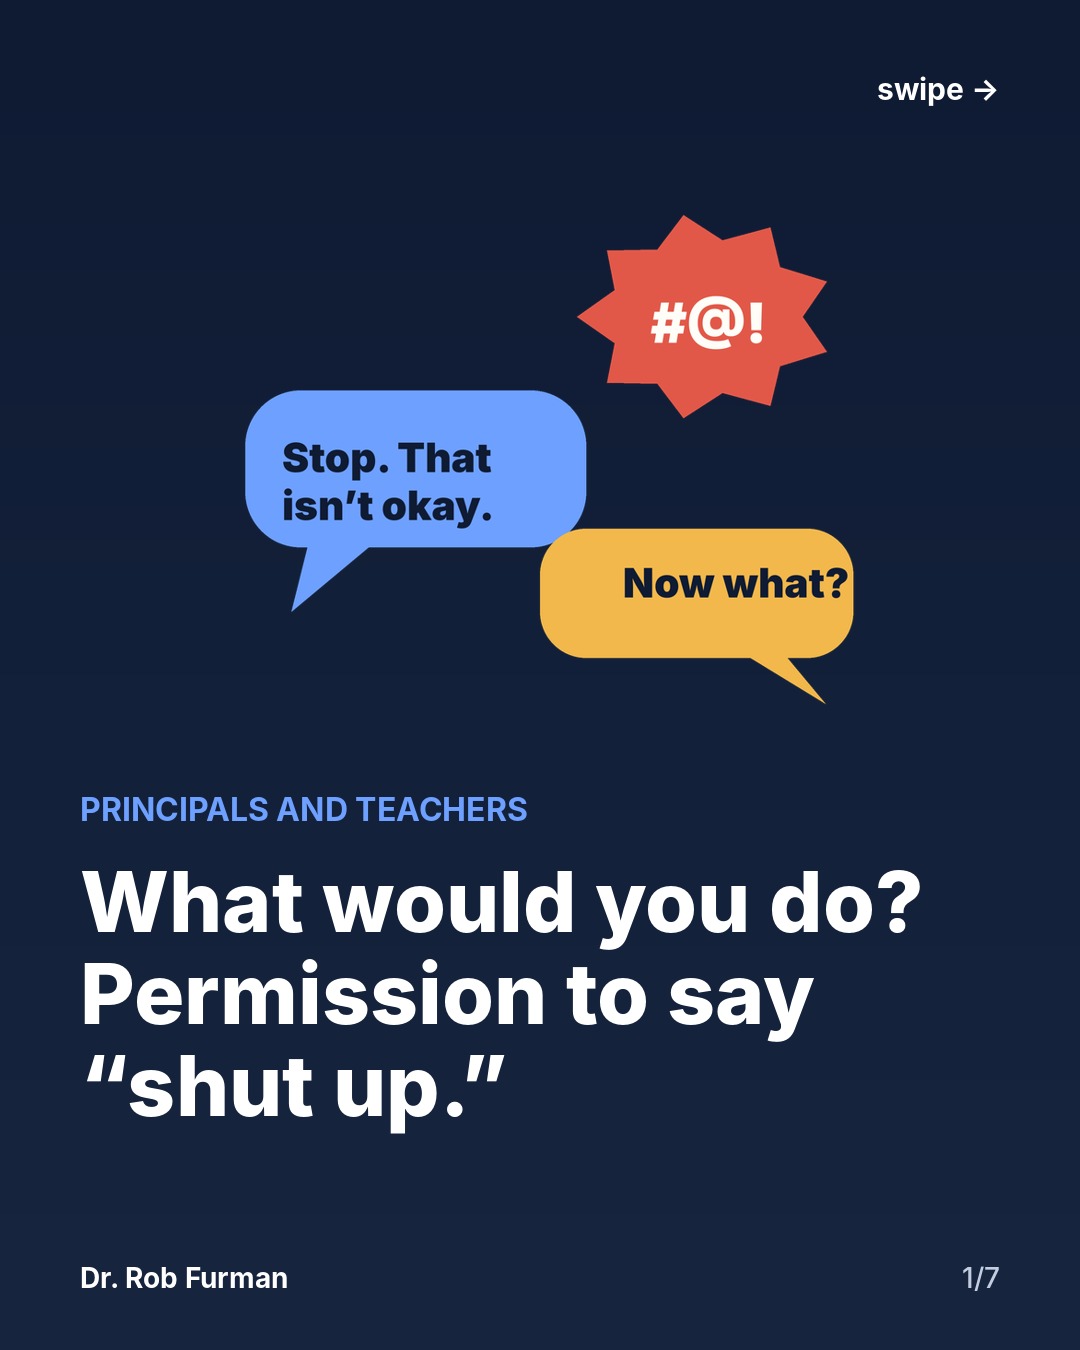 swipe →
#@!
Stop. That
isn’t okay.
Now what?
PRINCIPALS AND TEACHERS
What would you do?
Permission to say
“shut up.”
Dr. Rob Furman
1/7